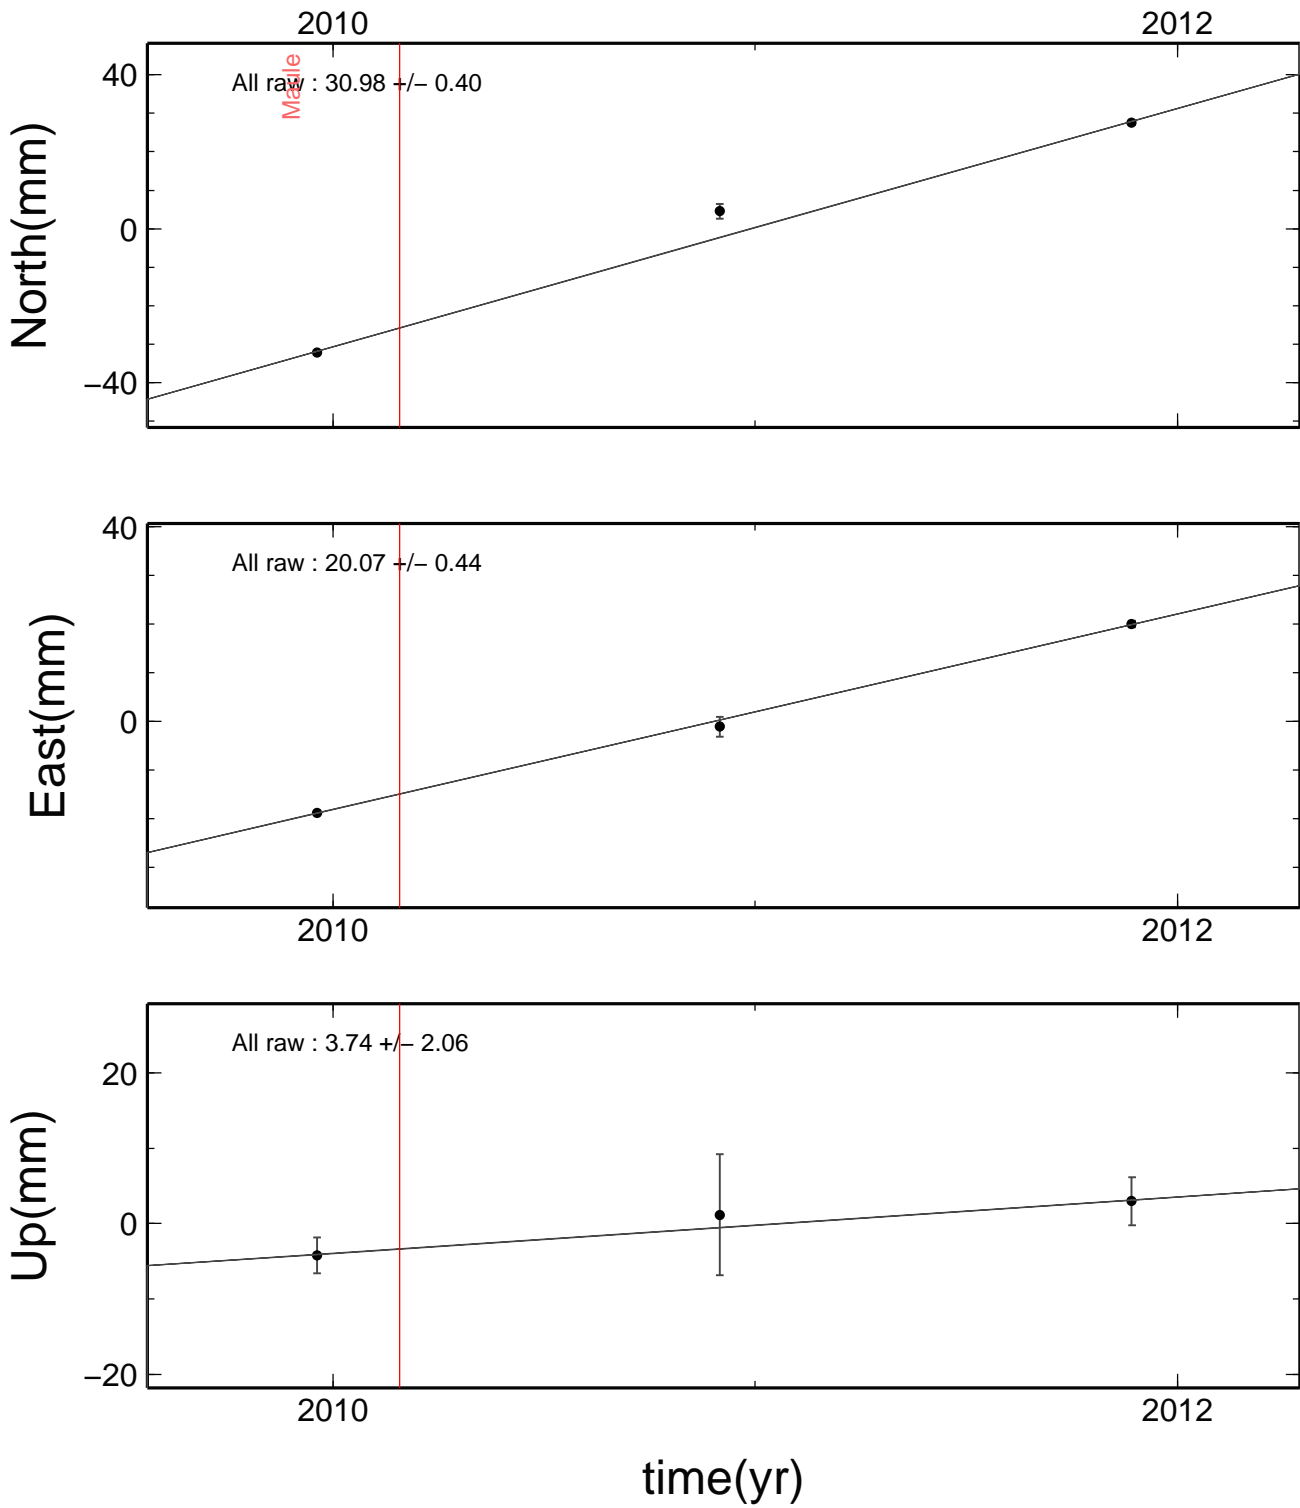 2010 2012
40
0
−40
North(mm)
Maule
All raw : 30.98 +/− 0.40
40
0
East(mm)
All raw : 20.07 +/− 0.44
2010 2012
20
0
−20
Up(mm)
All raw : 3.74 +/− 2.06
2010 2012
time(yr)